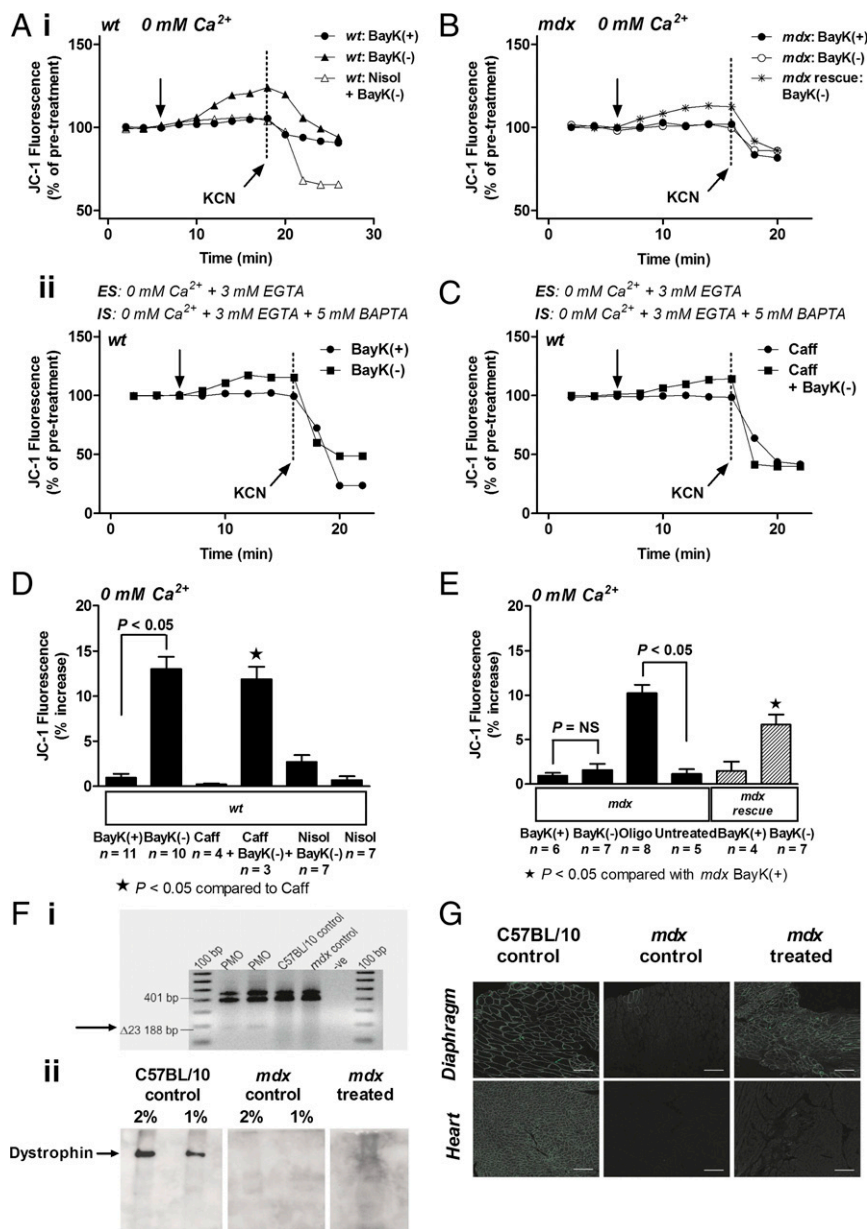 A i
wt 0 mM Ca²⁺
wt: BayK(+)
wt: BayK(-)
wt: Nisol
+ BayK(-)
JC-1 Fluorescence
(% of pre-treatment)
150
100
50
KCN
0 10 20 30
Time (min)
B
mdx 0 mM Ca²⁺
mdx: BayK(+)
mdx: BayK(-)
mdx rescue:
BayK(-)
JC-1 Fluorescence
(% of pre-treatment)
150
100
50
KCN
0 10 20
Time (min)
ii
ES: 0 mM Ca²⁺ + 3 mM EGTA
IS: 0 mM Ca²⁺ + 3 mM EGTA + 5 mM BAPTA
wt
BayK(+)
BayK(-)
JC-1 Fluorescence
(% of pre-treatment)
150
100
50
0
KCN
0 10 20
Time (min)
C
ES: 0 mM Ca²⁺ + 3 mM EGTA
IS: 0 mM Ca²⁺ + 3 mM EGTA + 5 mM BAPTA
wt
Caff
Caff
+ BayK(-)
JC-1 Fluorescence
(% of pre-treatment)
150
100
50
0
KCN
0 10 20
Time (min)
D
0 mM Ca²⁺
JC-1 Fluorescence
(% increase)
20
15
10
5
0
P < 0.05
★
wt
BayK(+) BayK(-) Caff Caff Nisol Nisol
n = 11 n = 10 n = 4 + BayK(-) + BayK(-) n = 7
n = 3 n = 7
★ P < 0.05 compared to Caff
E
0 mM Ca²⁺
JC-1 Fluorescence
(% increase)
20
15
10
5
0
P = NS
P < 0.05
★
mdx
mdx
rescue
BayK(+) BayK(-) Oligo Untreated BayK(+) BayK(-)
n = 6 n = 7 n = 8 n = 5 n = 4 n = 7
★ P < 0.05 compared with mdx BayK(+)
F i
100 bp
PMO
PMO
C57BL/10 control
mdx control
-ve
100 bp
401 bp
Δ23 188 bp
ii
C57BL/10
control
mdx
control
mdx
treated
2% 1% 2% 1%
Dystrophin
G
C57BL/10
control
mdx
control
mdx
treated
Diaphragm
Heart